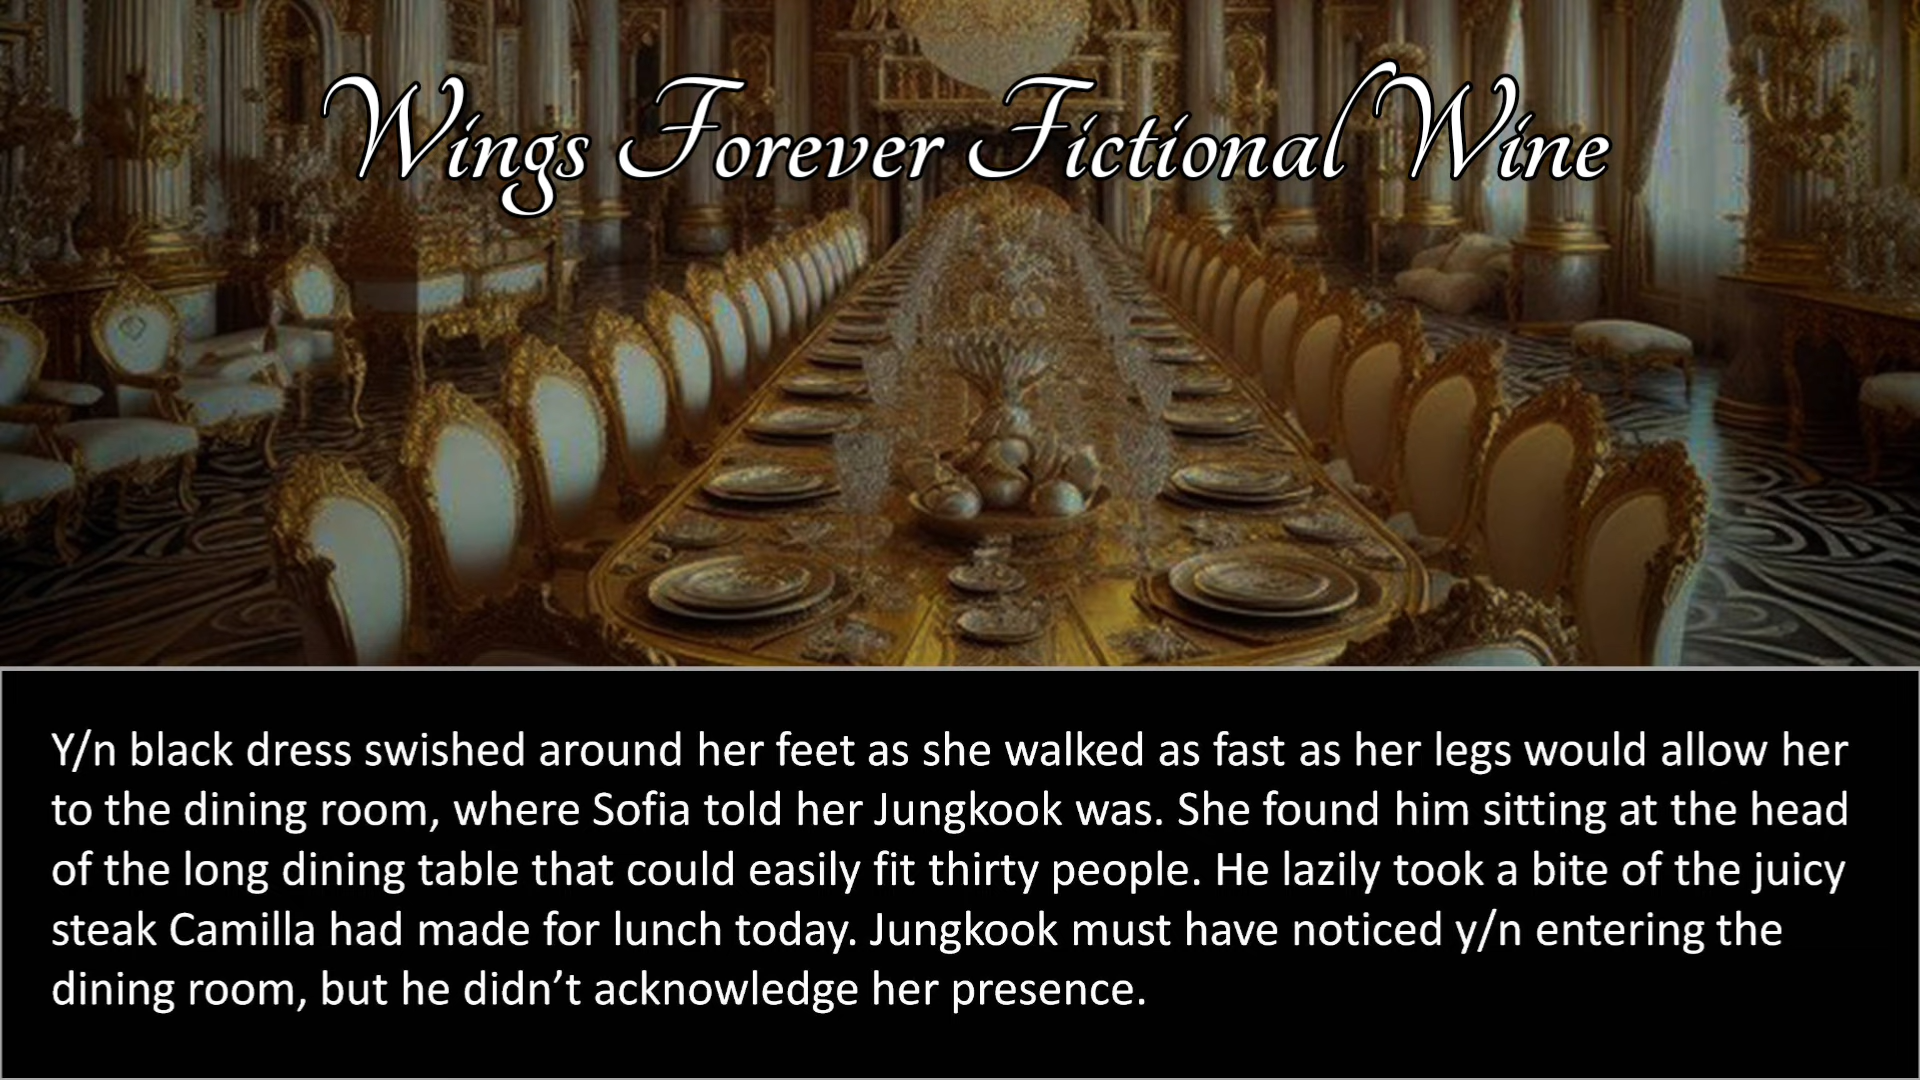 Wings Forever Fictional Wine
Y/n black dress swished around her feet as she walked as fast as her legs would allow her
to the dining room, where Sofia told her Jungkook was. She found him sitting at the head
of the long dining table that could easily fit thirty people. He lazily took a bite of the juicy
steak Camilla had made for lunch today. Jungkook must have noticed y/n entering the
dining room, but he didn’t acknowledge her presence.